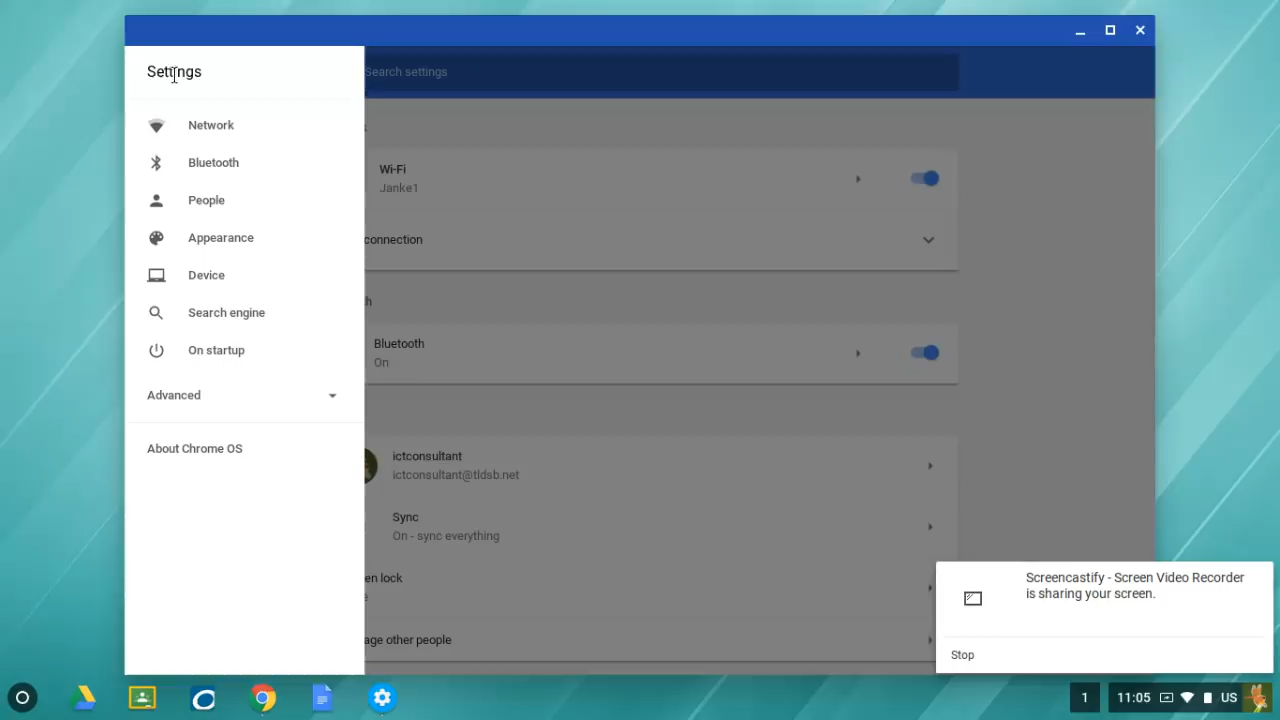 Settings
Search settings
Network
Bluetooth
People
Appearance
Device
Search engine
On startup
Advanced
About Chrome OS
Wi-Fi
Janke1
connection
Bluetooth
On
ictconsultant
ictconsultant@tldsb.net
Sync
On - sync everything
en lock
age other people
Screencastify - Screen Video Recorder
is sharing your screen.
Stop
1
11:05
US